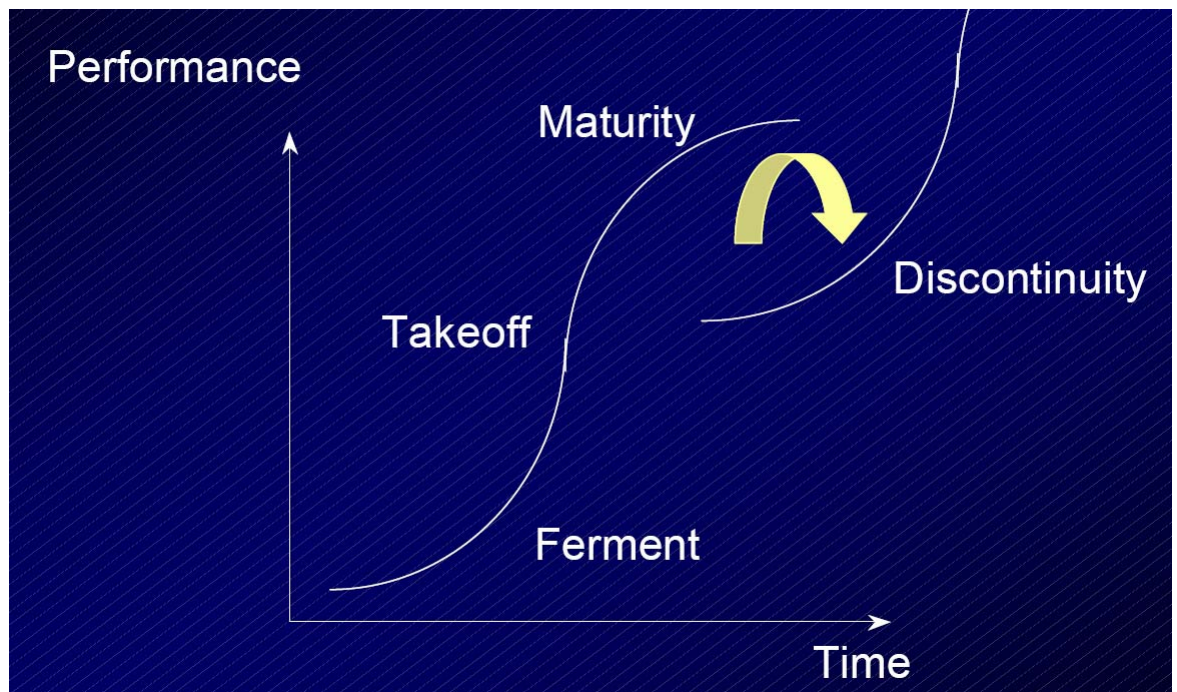 Performance
Maturity
Discontinuity
Takeoff
Ferment
Time